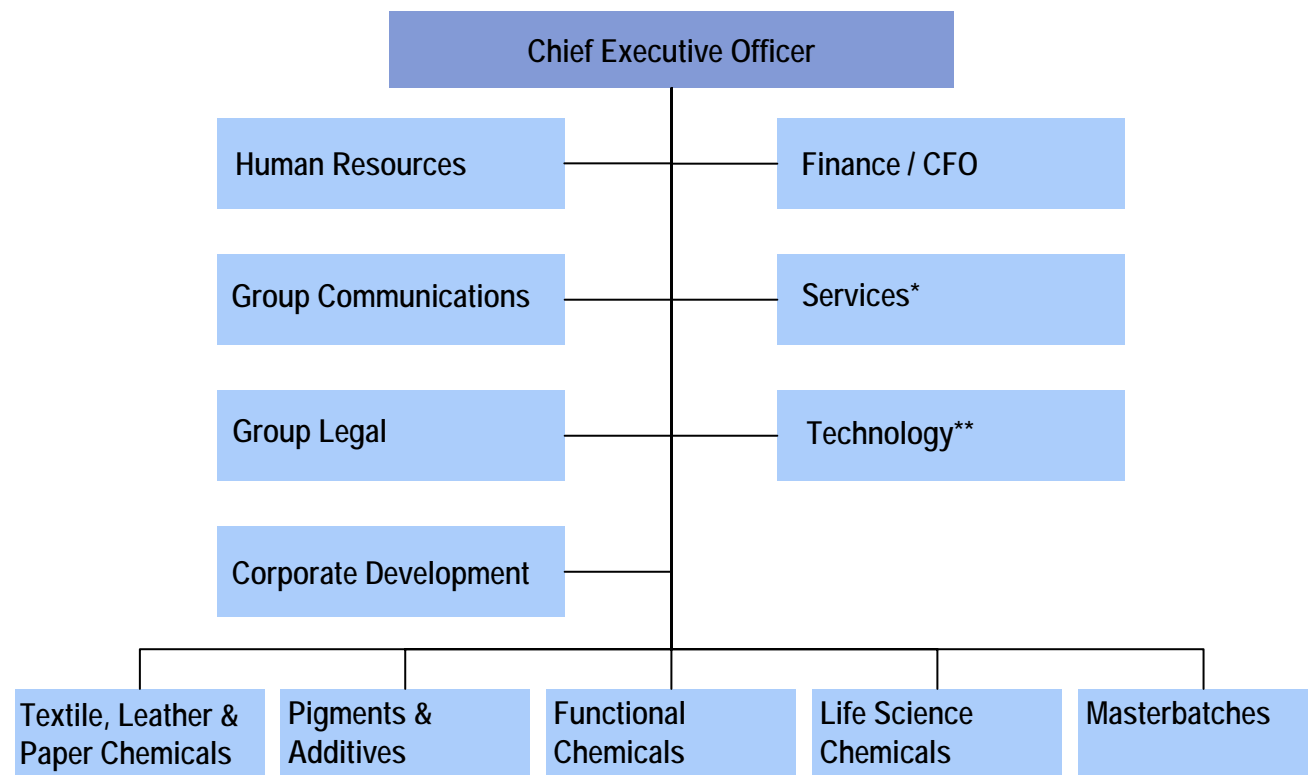 Chief Executive Officer
Human Resources
Finance / CFO
Group Communications
Services*
Group Legal
Technology**
Corporate Development
Textile, Leather &
Paper Chemicals
Pigments &
Additives
Functional
Chemicals
Life Science
Chemicals
Masterbatches